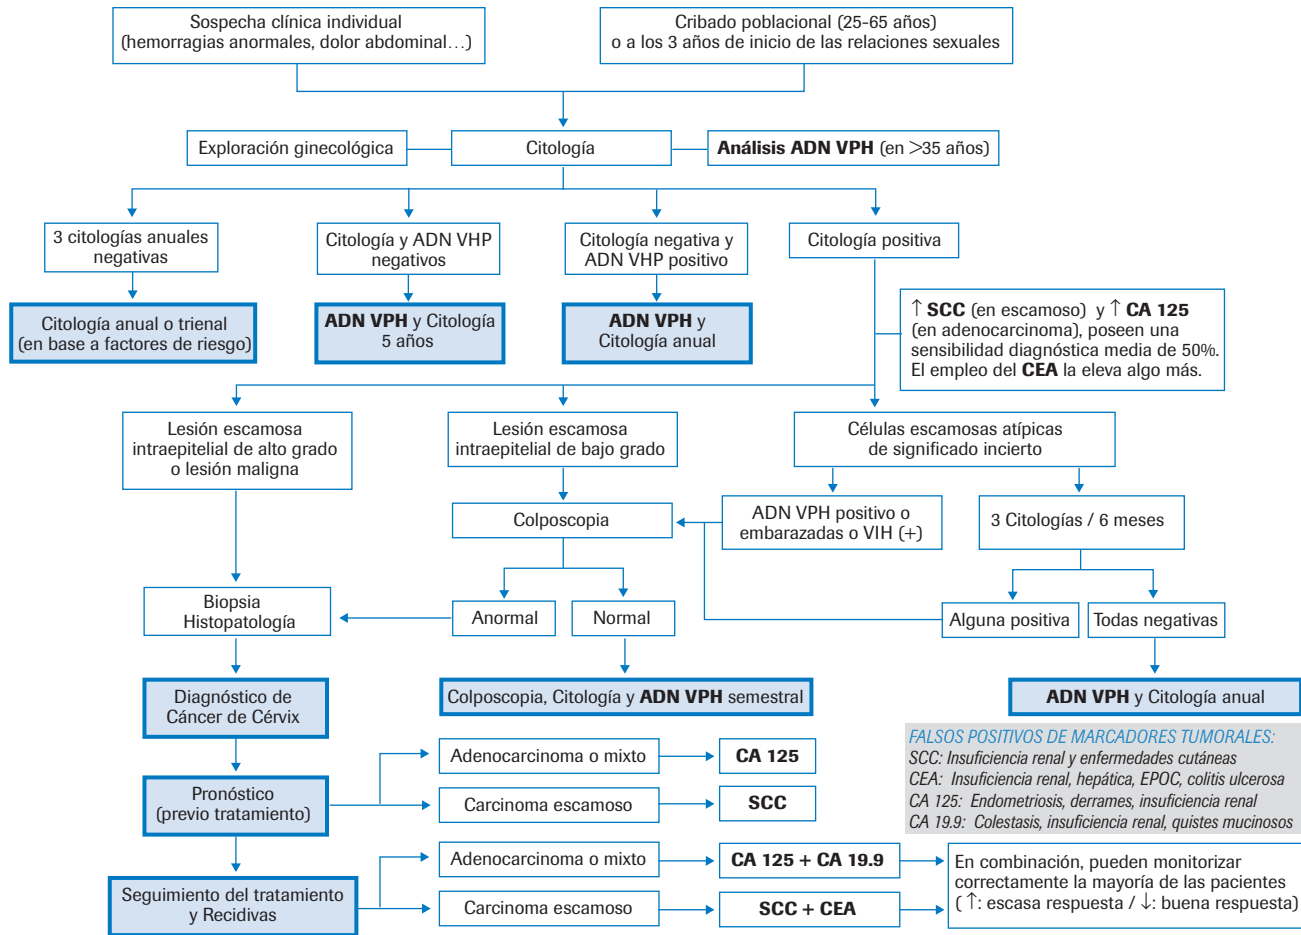 Sospecha clínica individual
(hemorragias anormales, dolor abdominal…)
Cribado poblacional (25-65 años)
o a los 3 años de inicio de las relaciones sexuales
Exploración ginecológica
Citología
Análisis ADN VPH (en >35 años)
3 citologías anuales
negativas
Citología y ADN VHP
negativos
Citología negativa y
ADN VHP positivo
Citología positiva
Citología anual o trienal
(en base a factores de riesgo)
ADN VPH y Citología
5 años
ADN VPH y
Citología anual
↑ SCC (en escamoso) y ↑ CA 125
(en adenocarcinoma), poseen una
sensibilidad diagnóstica media de 50%.
El empleo del CEA la eleva algo más.
Lesión escamosa
intraepitelial de alto grado
o lesión maligna
Lesión escamosa
intraepitelial de bajo grado
Células escamosas atípicas
de significado incierto
Colposcopia
ADN VPH positivo o
embarazadas o VIH (+)
3 Citologías / 6 meses
Biopsia
Histopatología
Anormal
Normal
Alguna positiva
Todas negativas
Diagnóstico de
Cáncer de Cérvix
Colposcopia, Citología y ADN VPH semestral
ADN VPH y Citología anual
FALSOS POSITIVOS DE MARCADORES TUMORALES:
SCC: Insuficiencia renal y enfermedades cutáneas
CEA: Insuficiencia renal, hepática, EPOC, colitis ulcerosa
CA 125: Endometriosis, derrames, insuficiencia renal
CA 19.9: Colestasis, insuficiencia renal, quistes mucinosos
Pronóstico
(previo tratamiento)
Adenocarcinoma o mixto
CA 125
Carcinoma escamoso
SCC
Seguimiento del tratamiento
y Recidivas
Adenocarcinoma o mixto
CA 125 + CA 19.9
Carcinoma escamoso
SCC + CEA
En combinación, pueden monitorizar
correctamente la mayoría de las pacientes
( ↑: escasa respuesta / ↓: buena respuesta)